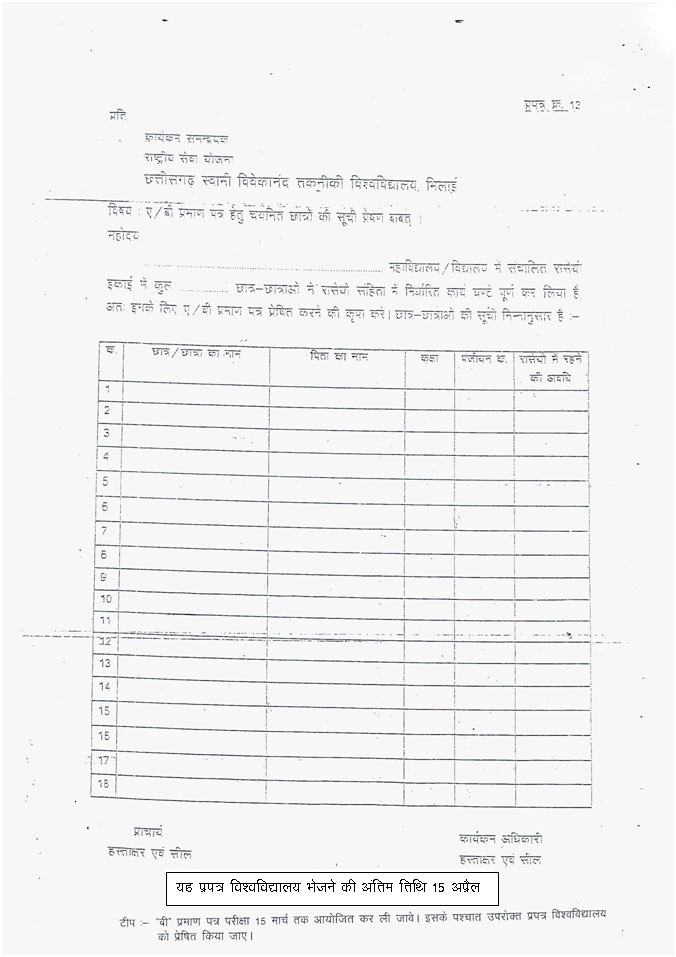 प्रपत्र क्र. 13
प्रति,
कार्यक्रम समन्वयक
राष्ट्रीय सेवा योजना
छत्तीसगढ़ स्वामी विवेकानंद तकनीकी विश्वविद्यालय, भिलाई
विषय : ए/बी प्रमाण पत्र हेतु चयनित छात्रों की सूची प्रेषण बाबत् ।
महोदय
................................................ महाविद्यालय/विद्यालय में संचालित रासेयो
इकाई में कुल ............ छात्र-छात्राओं ने रासेयो संहिता में निर्धारित कार्य घण्टे पूर्ण कर लिया है
अतः इनके लिए ए/बी प्रमाण पत्र प्रेषित करने की कृपा करें। छात्र-छात्राओं की सूची निम्नानुसार है :-
क. छात्र/छात्रा का नाम पिता का नाम कक्षा पंजीयन क. रासेयो में रहने
की अवधि
1
2
3
4
5
6
7
8
9
10
11
12
13
14
15
16
17
18
प्राचार्य कार्यक्रम अधिकारी
हस्ताक्षर एवं सील हस्ताक्षर एवं सील
यह प्रपत्र विश्वविद्यालय भेजने की अंतिम तिथि 15 अप्रैल
टीप :- "बी" प्रमाण पत्र परीक्षा 15 मार्च तक आयोजित कर ली जावे। इसके पश्चात उपरोक्त प्रपत्र विश्वविद्यालय
को प्रेषित किया जाए।